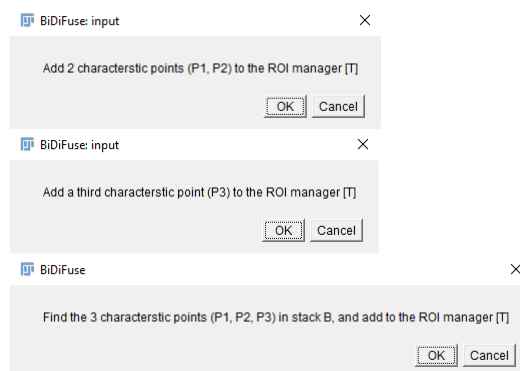 BiDiFuse: input
Add 2 characterstic points (P1, P2) to the ROI manager [T]
OK Cancel
BiDiFuse: input
Add a third characterstic point (P3) to the ROI manager [T]
OK Cancel
BiDiFuse
Find the 3 characterstic points (P1, P2, P3) in stack B, and add to the ROI manager [T]
OK Cancel